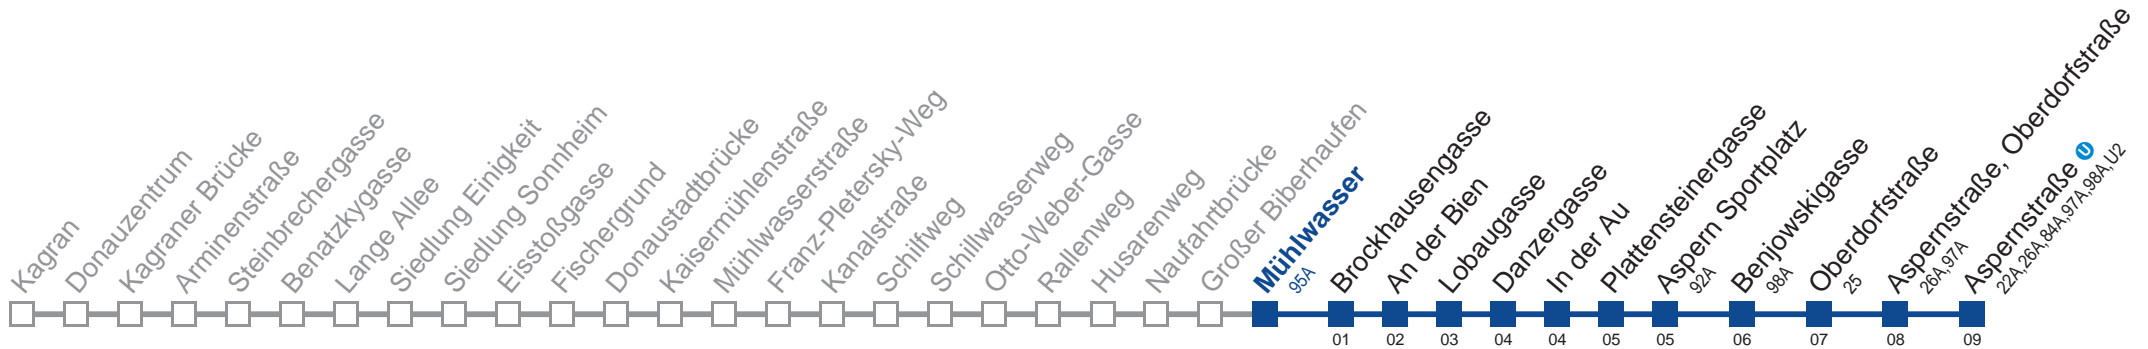 Kagran
Donauzentrum
Kagraner Brücke
Arminenstraße
Steinbrechergasse
Benatzkygasse
Lange Allee
Siedlung Einigkeit
Siedlung Sonnheim
Eisstoßgasse
Fischergrund
Donaustadtbrücke
Kaisermühlenstraße
Mühlwasserstraße
Franz-Pletersky-Weg
Kanalstraße
Schilfweg
Schillwasserweg
Otto-Weber-Gasse
Rallenweg
Husarenweg
Naufahrtbrücke
Großer Biberhaufen
Mühlwasser
95A
Brockhausengasse
An der Bien
Lobaugasse
Danzergasse
In der Au
Plattensteinergasse
Aspern Sportplatz
92A
Benjowskigasse
98A
Oberdorfstraße
25
Aspernstraße, Oberdorfstraße
26A,97A
Aspernstraße U
22A,26A,84A,97A,98A,U2
01 02 03 04 04 05 05 06 07 08 09